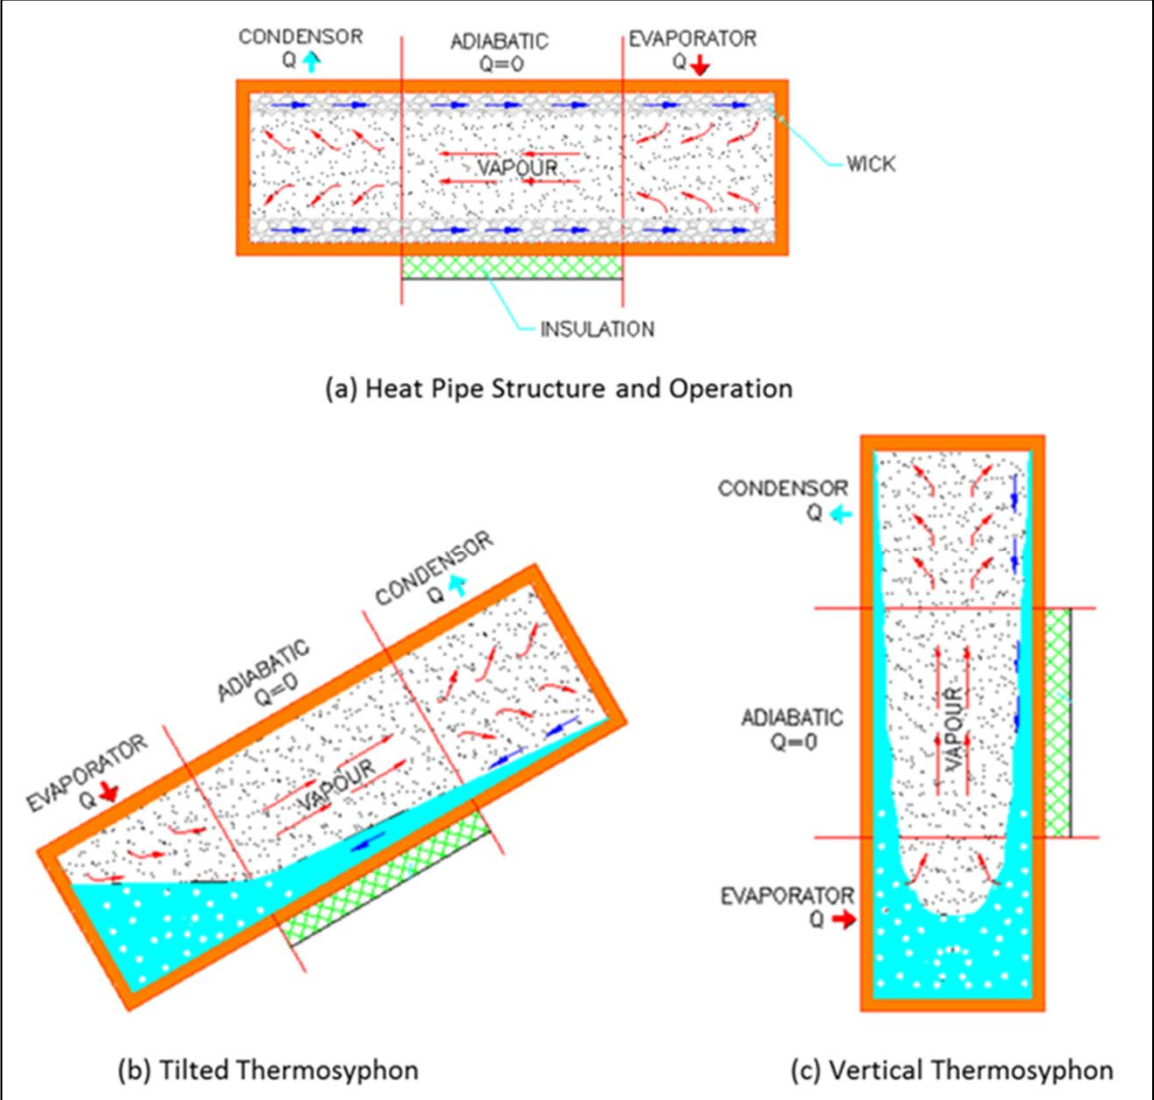 CONDENSOR
Q
ADIABATIC
Q=0
EVAPORATOR
Q
VAPOUR
WICK
INSULATION
(a) Heat Pipe Structure and Operation
CONDENSOR
Q
ADIABATIC
Q=0
EVAPORATOR
Q
VAPOUR
(b) Tilted Thermosyphon
CONDENSOR
Q
ADIABATIC
Q=0
VAPOUR
EVAPORATOR
Q
(c) Vertical Thermosyphon